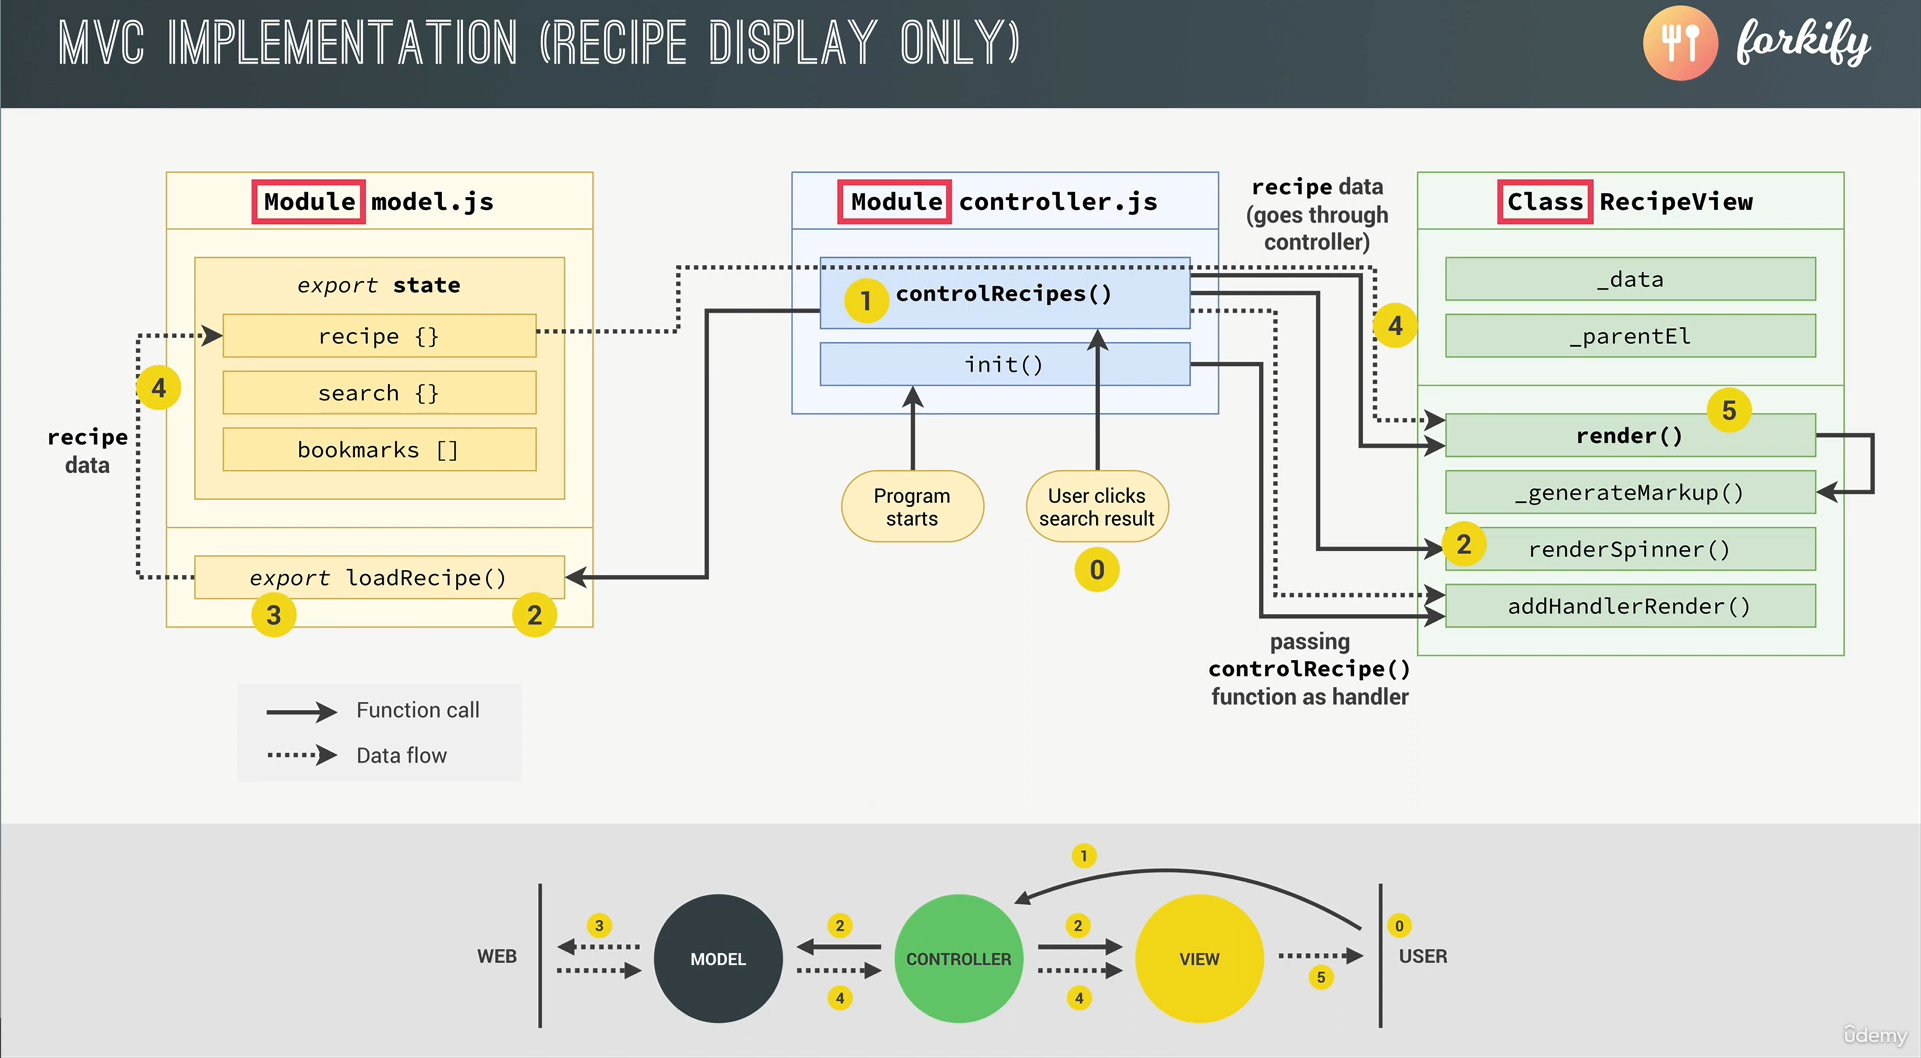 MVC IMPLEMENTATION (RECIPE DISPLAY ONLY)
forkify
Module model.js
export state
recipe {}
search {}
bookmarks []
export loadRecipe()
3
2
4
recipe
data
Module controller.js
1
controlRecipes()
init()
Program
starts
User clicks
search result
0
recipe data
(goes through
controller)
4
Class RecipeView
_data
_parentEl
5
render()
_generateMarkup()
2
renderSpinner()
addHandlerRender()
passing
controlRecipe()
function as handler
Function call
Data flow
WEB
3
MODEL
2
4
CONTROLLER
1
2
4
VIEW
5
0
USER
ûdemy